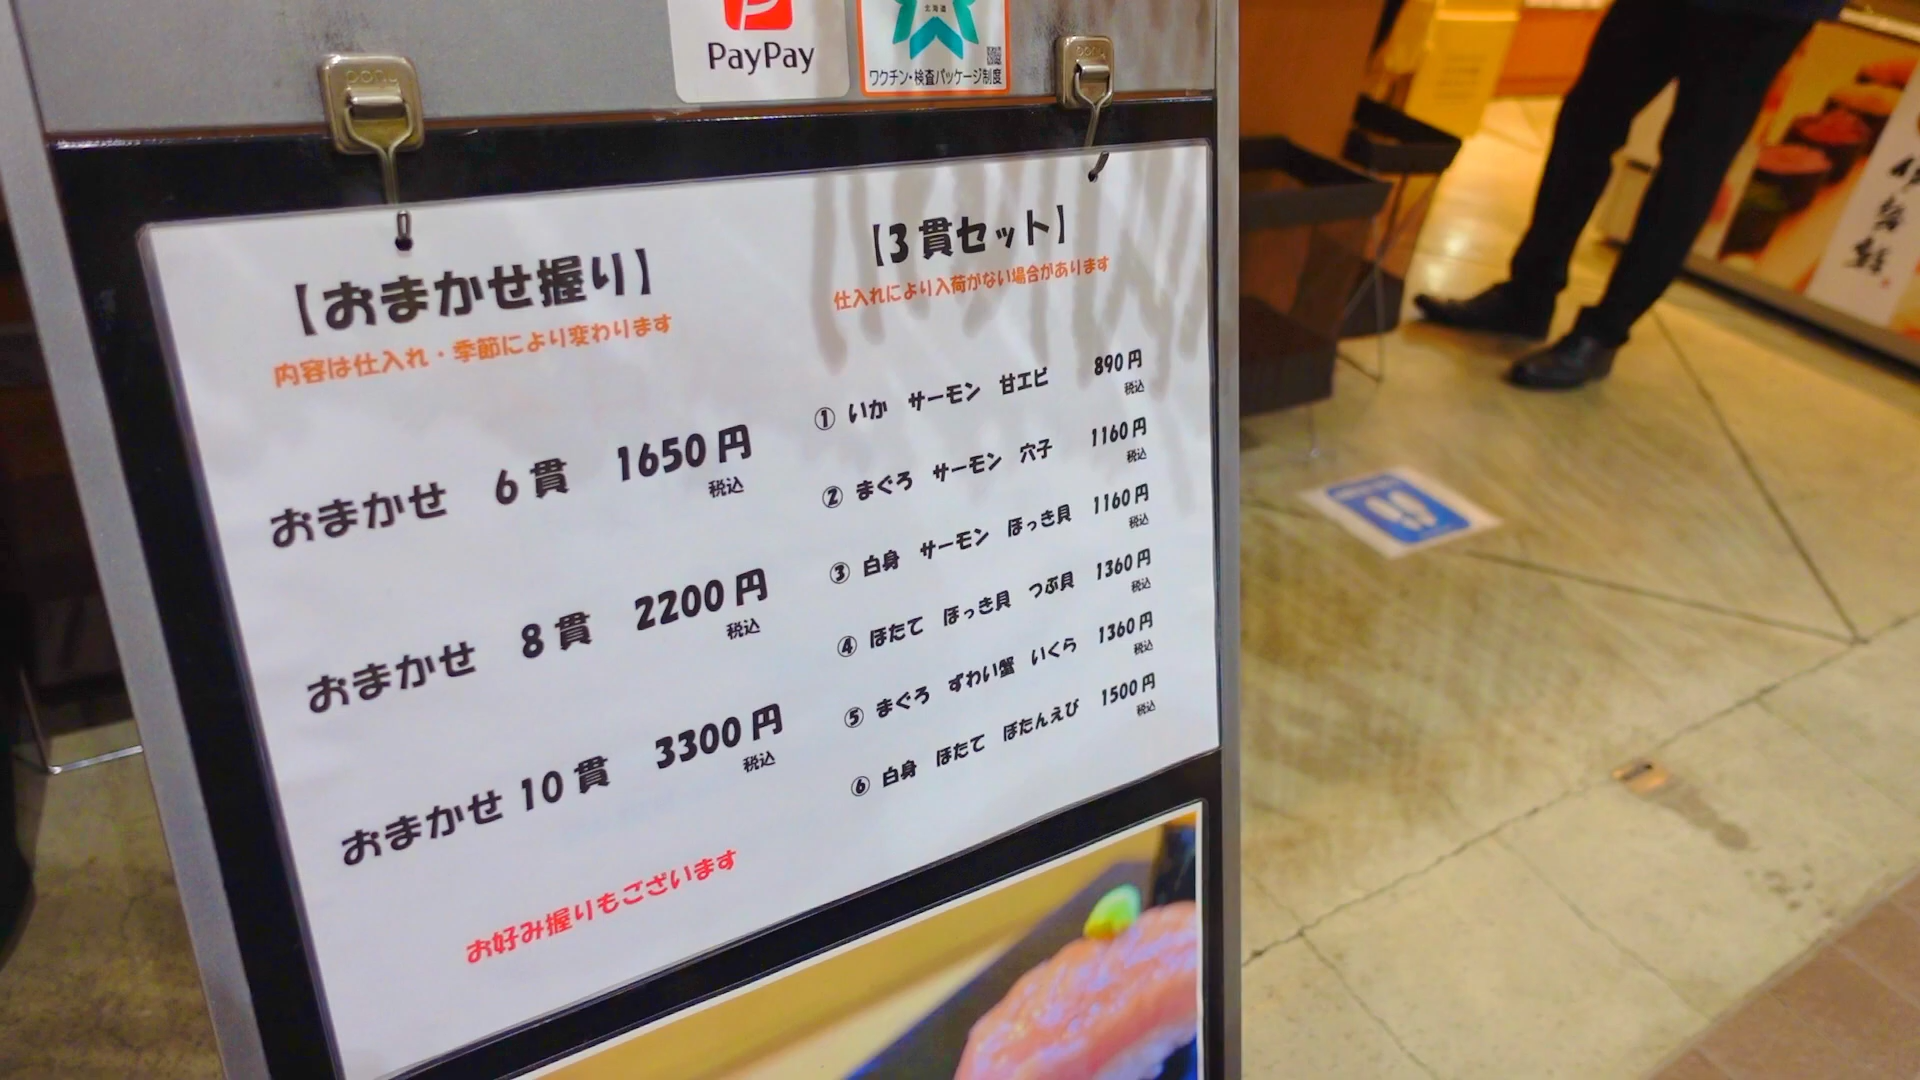 PayPay
北海道
ワクチン・検査パッケージ制度
【おまかせ握り】
内容は仕入れ・季節により変わります
おまかせ 6貫 1650円
税込
おまかせ 8貫 2200円
税込
おまかせ 10貫 3300円
税込
お好み握りもございます
【3貫セット】
仕入れにより入荷がない場合があります
① いか サーモン 甘エビ 890円
税込
② まぐろ サーモン 穴子 1160円
税込
③ 白身 サーモン ほっき貝 1160円
税込
④ ほたて ほっき貝 つぶ貝 1360円
税込
⑤ まぐろ ずわい蟹 いくら 1360円
税込
⑥ 白身 ほたて ぼたんえび 1500円
税込